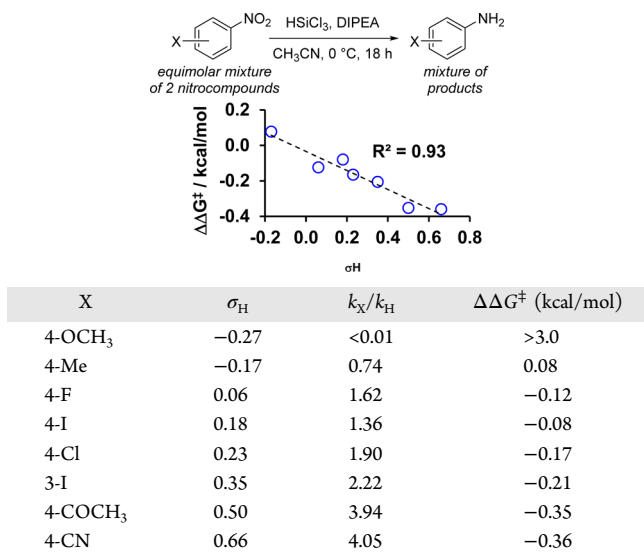 X
NO₂
HSiCl₃, DIPEA
CH₃CN, 0 °C, 18 h
X
NH₂
equimolar mixture
of 2 nitrocompounds
mixture of
products
ΔΔG‡ / kcal/mol
0.2
0.0
-0.2
-0.4
R² = 0.93
-0.2 0.0 0.2 0.4 0.6 0.8
σH
X σH kX/kH ΔΔG‡ (kcal/mol)
4-OCH₃ −0.27 <0.01 >3.0
4-Me −0.17 0.74 0.08
4-F 0.06 1.62 −0.12
4-I 0.18 1.36 −0.08
4-Cl 0.23 1.90 −0.17
3-I 0.35 2.22 −0.21
4-COCH₃ 0.50 3.94 −0.35
4-CN 0.66 4.05 −0.36